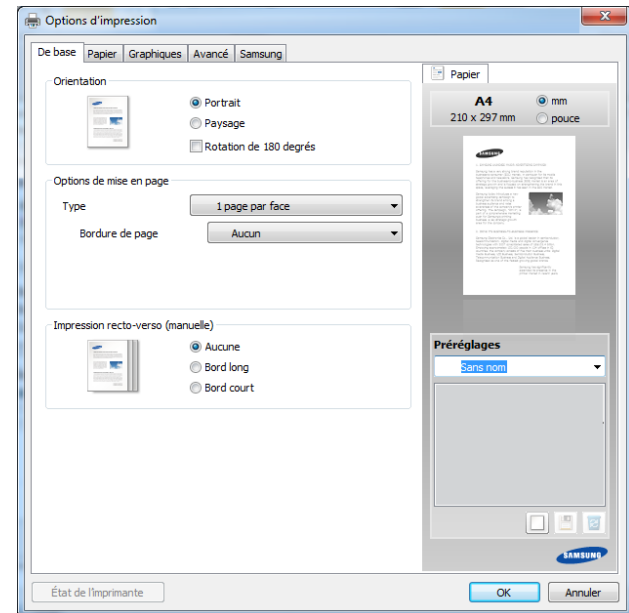 Options d'impression
De base Papier Graphiques Avancé Samsung
Orientation
Portrait
Paysage
Rotation de 180 degrés
Options de mise en page
Type 1 page par face
Bordure de page Aucun
Impression recto-verso (manuelle)
Aucune
Bord long
Bord court
Papier
A4 mm
210 x 297 mm pouce
SAMSUNG
Préréglages
Sans nom
SAMSUNG
État de l'imprimante OK Annuler